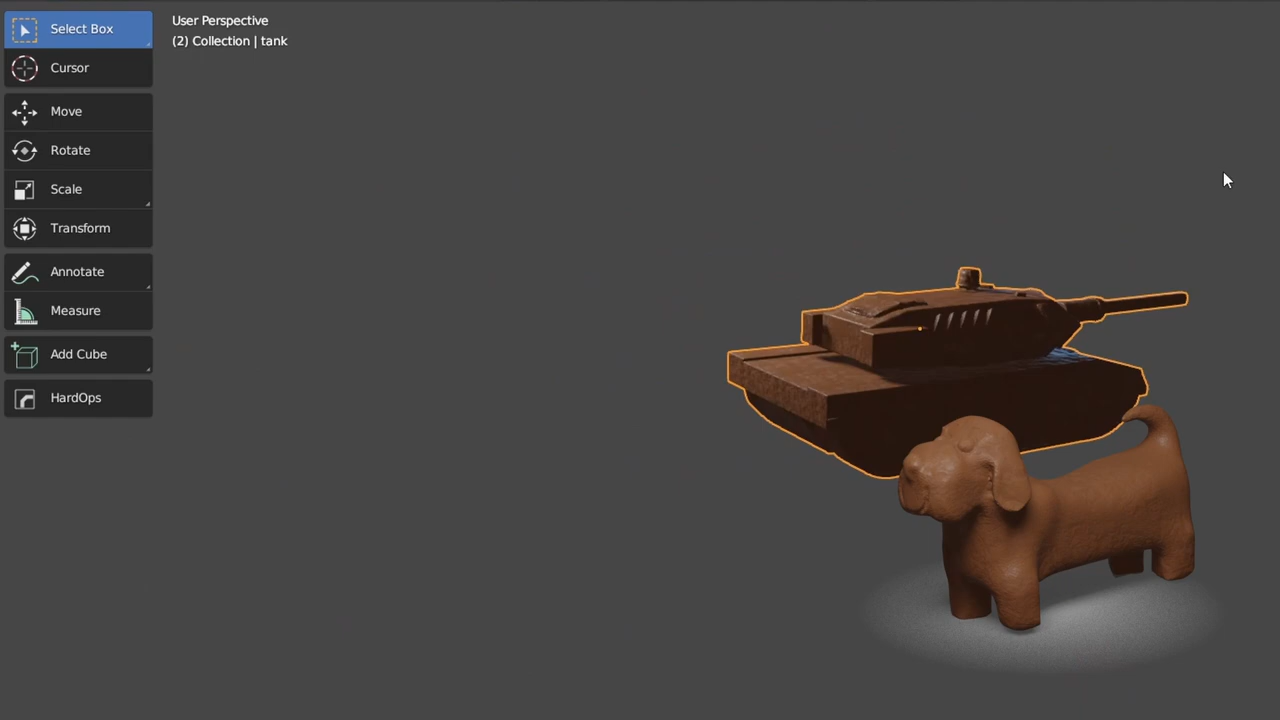 Select Box
Cursor
Move
Rotate
Scale
Transform
Annotate
Measure
Add Cube
HardOps
User Perspective
(2) Collection | tank